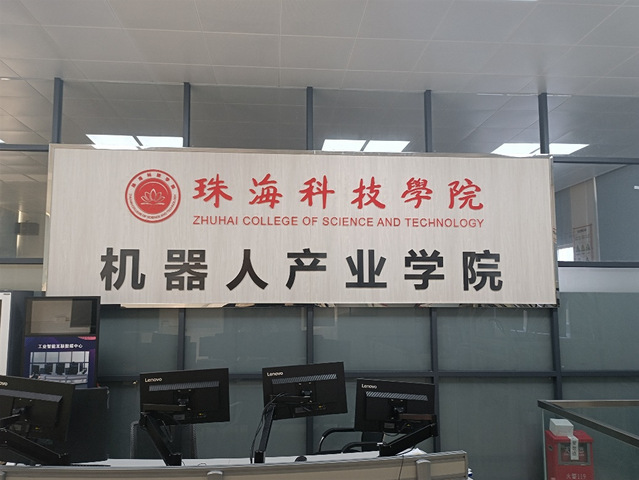 珠海科技學院
ZHUHAI COLLEGE OF SCIENCE AND TECHNOLOGY
机器人产业学院
Lenovo
Lenovo
Lenovo
Lenovo